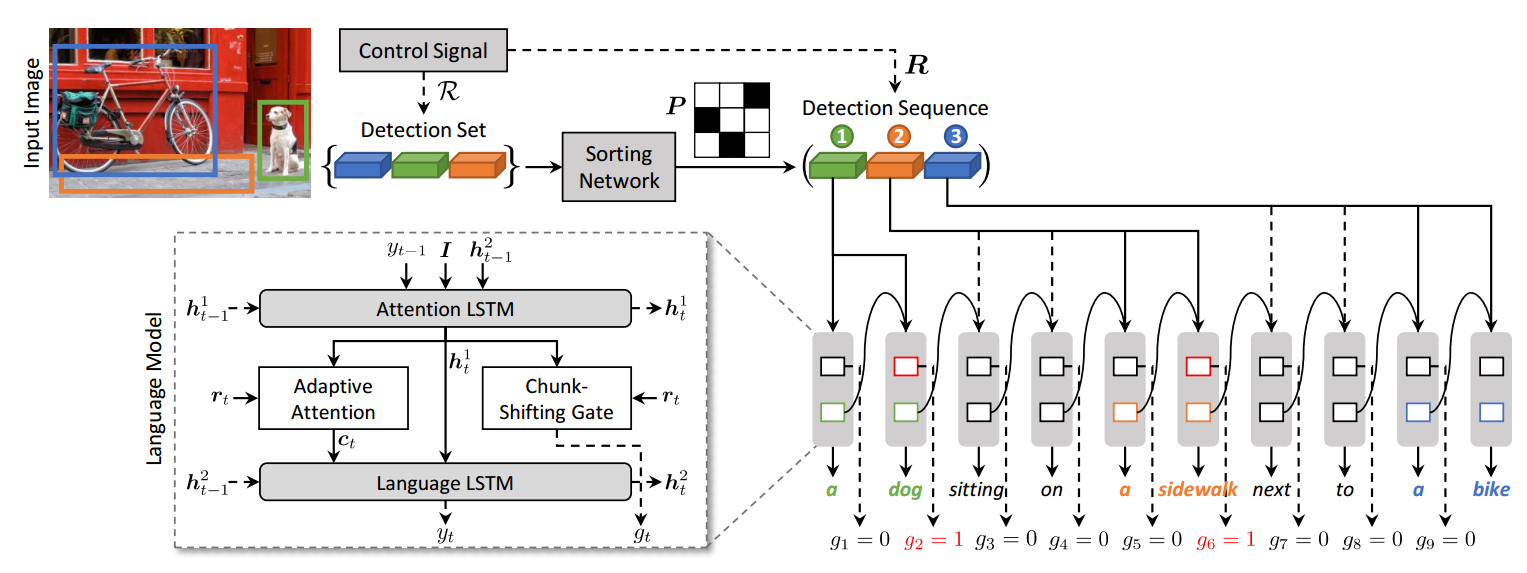 Input Image
Control Signal
R
ℛ
Detection Set
{ }
Sorting
Network
P
Detection Sequence
1 2 3
( )
Language Model
y_{t−1} I h^2_{t−1}
h^1_{t−1} Attention LSTM h^1_t
h^1_t
r_t Adaptive
Attention
Chunk-
Shifting Gate r_t
c_t
h^2_{t−1} Language LSTM h^2_t
y_t g_t
a dog sitting on a sidewalk next to a bike
g_1 = 0 g_2 = 1 g_3 = 0 g_4 = 0 g_5 = 0 g_6 = 1 g_7 = 0 g_8 = 0 g_9 = 0